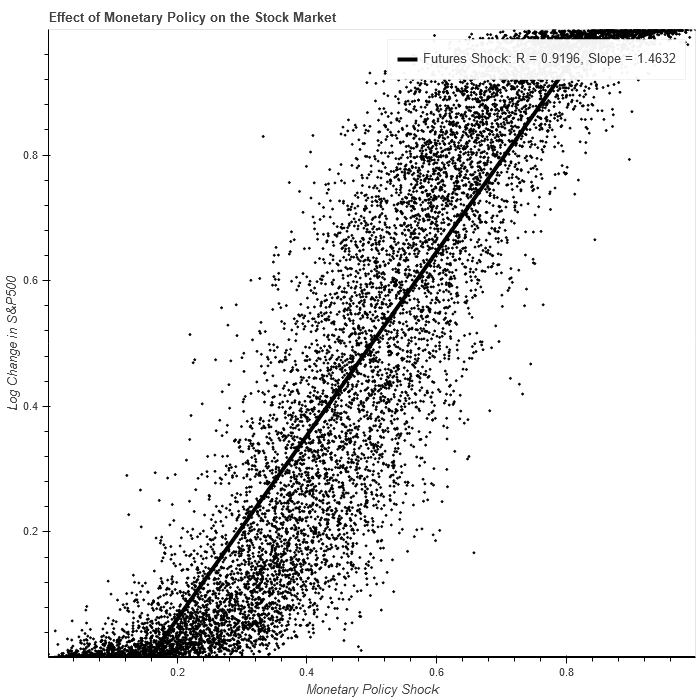 Effect of Monetary Policy on the Stock Market
Futures Shock: R = 0.9196, Slope = 1.4632
Log Change in S&P500
0.8
0.6
0.4
0.2
0.2 0.4 0.6 0.8
Monetary Policy Shock